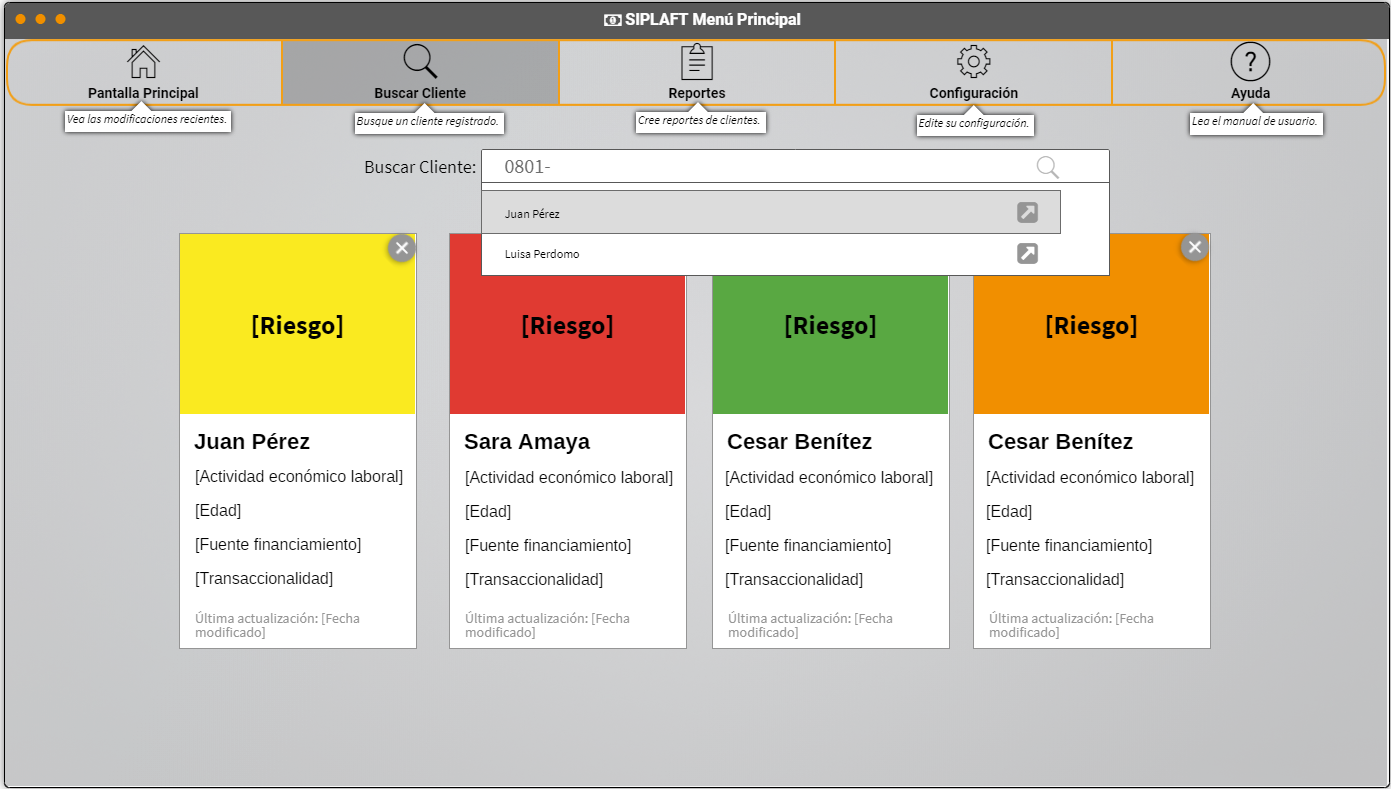 SIPLAFT Menú Principal
Pantalla Principal
Buscar Cliente
Reportes
Configuración
Ayuda
Vea las modificaciones recientes.
Busque un cliente registrado.
Cree reportes de clientes.
Edite su configuración.
Lea el manual de usuario.
Buscar Cliente:
0801-
Juan Pérez
Luisa Perdomo
[Riesgo]
Juan Pérez
[Actividad económico laboral]
[Edad]
[Fuente financiamiento]
[Transaccionalidad]
Última actualización: [Fecha
modificado]
[Riesgo]
Sara Amaya
[Actividad económico laboral]
[Edad]
[Fuente financiamiento]
[Transaccionalidad]
Última actualización: [Fecha
modificado]
[Riesgo]
Cesar Benítez
[Actividad económico laboral]
[Edad]
[Fuente financiamiento]
[Transaccionalidad]
Última actualización: [Fecha
modificado]
[Riesgo]
Cesar Benítez
[Actividad económico laboral]
[Edad]
[Fuente financiamiento]
[Transaccionalidad]
Última actualización: [Fecha
modificado]